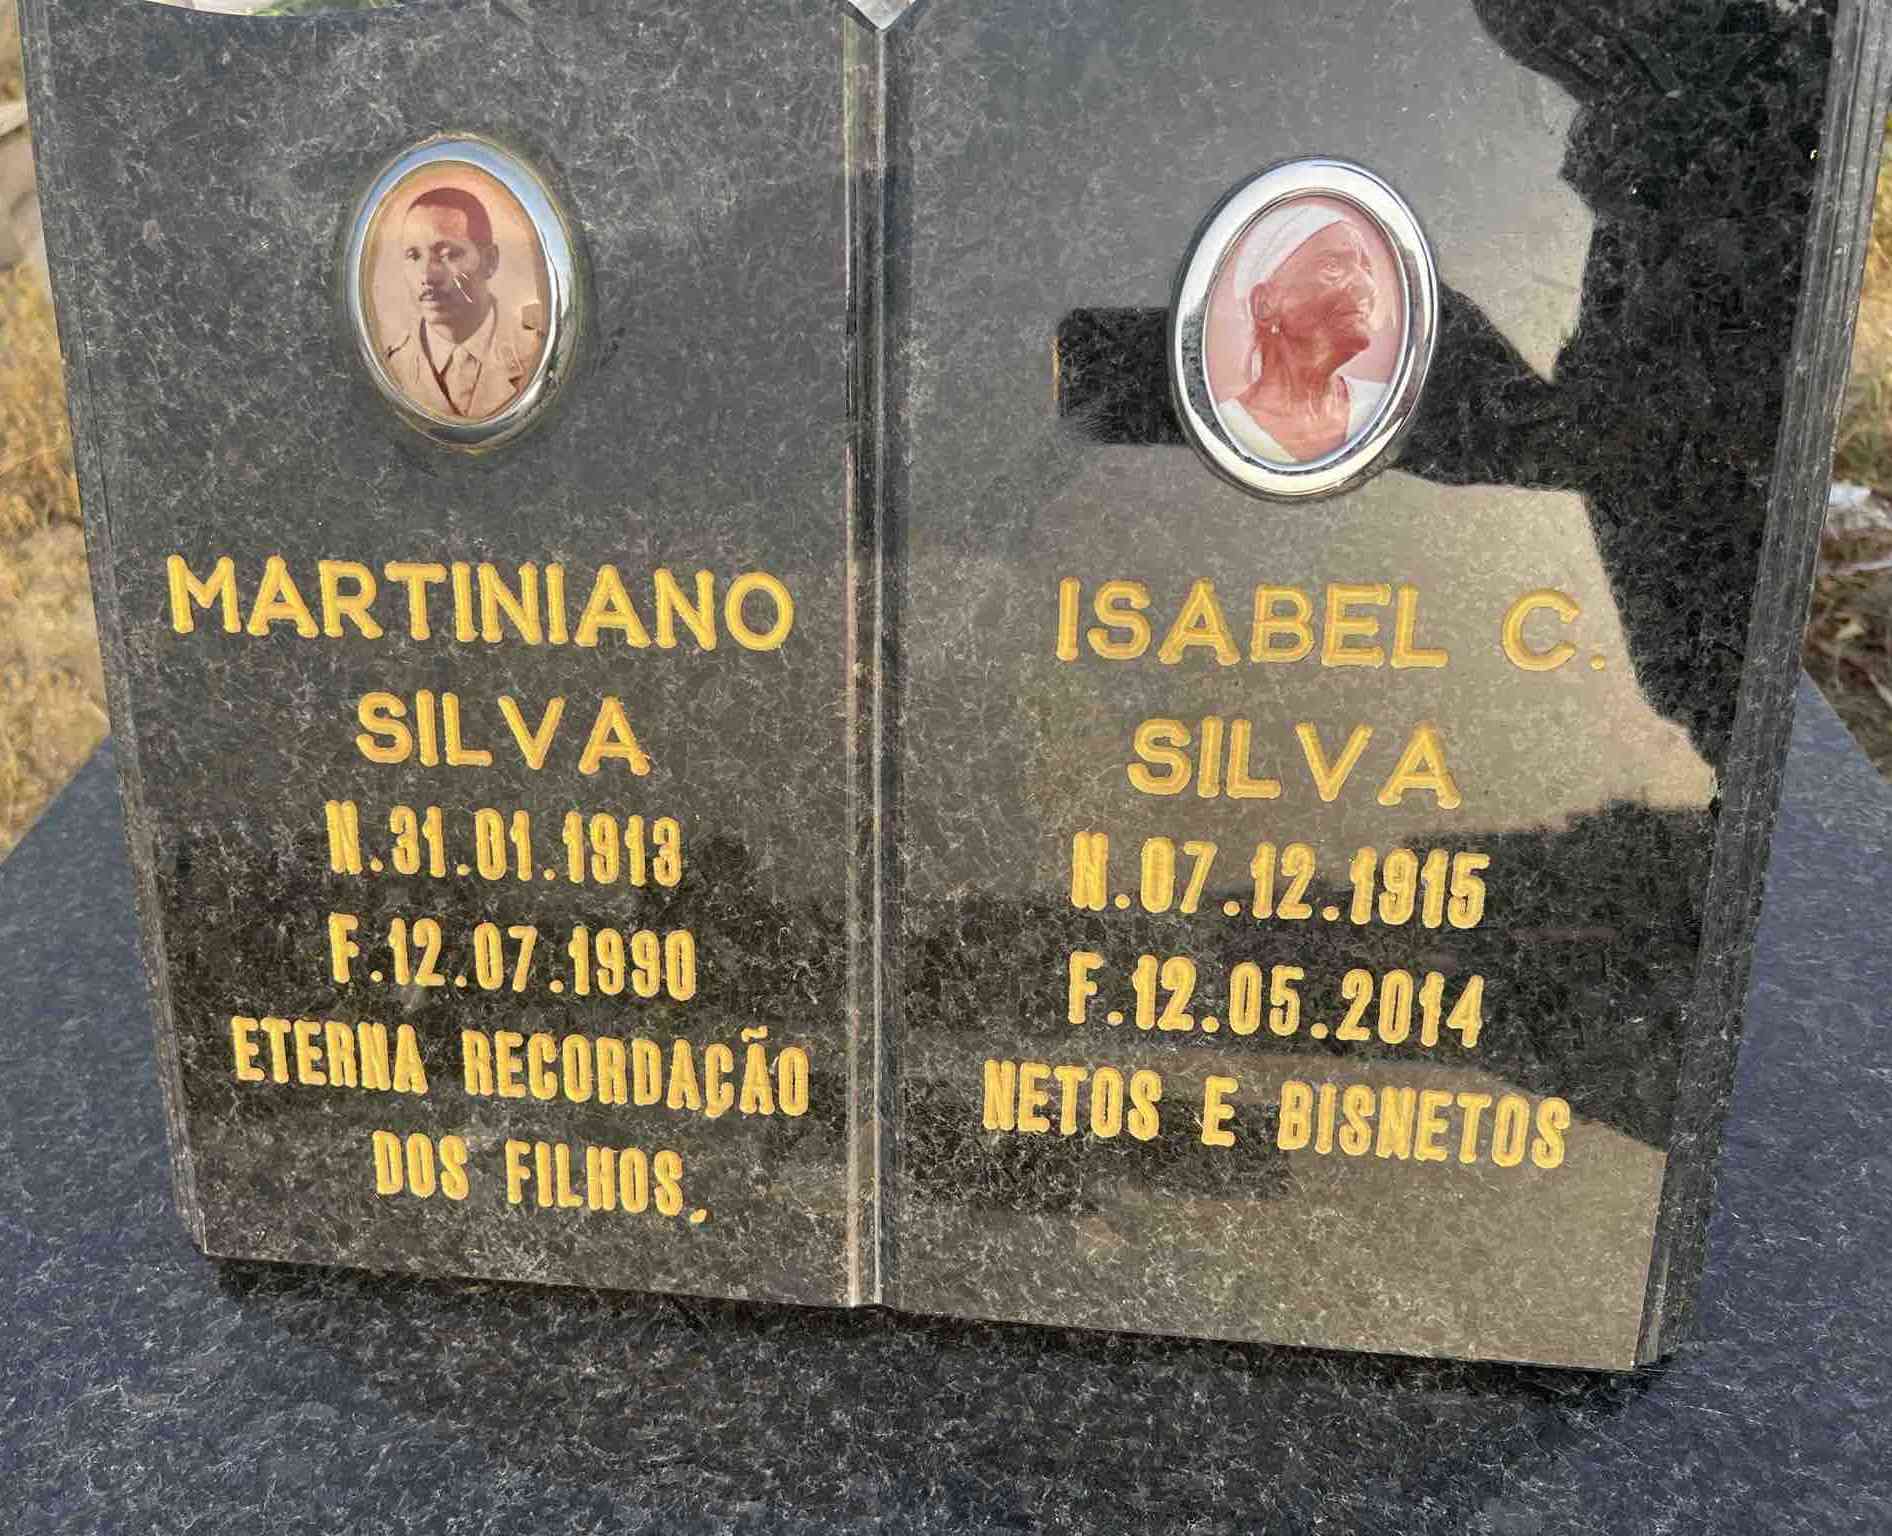 MARTINIANO
SILVA
N.31.01.1913
F.12.07.1990
ETERNA RECORDAÇÃO
DOS FILHOS,
ISABEL C.
SILVA
N.07.12.1915
F.12.05.2014
NETOS E BISNETOS